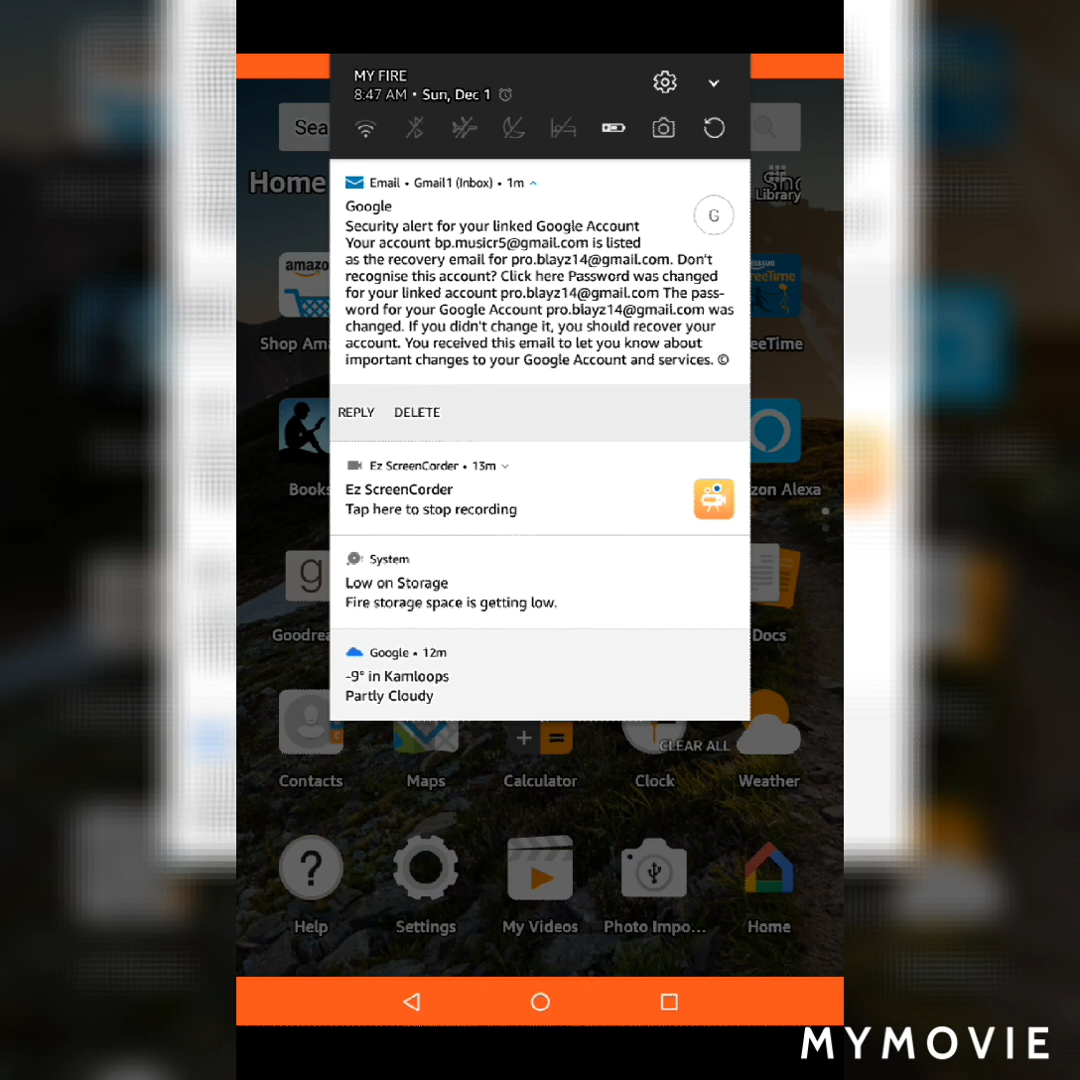 MY FIRE
8:47 AM • Sun, Dec 1
Sea
Home
Library
Email • Gmail1 (Inbox) • 1m
Google
G
Security alert for your linked Google Account
Your account bp.musicr5@gmail.com is listed
as the recovery email for pro.blayz14@gmail.com. Don't
recognise this account? Click here Password was changed
for your linked account pro.blayz14@gmail.com The pass-
word for your Google Account pro.blayz14@gmail.com was
changed. If you didn't change it, you should recover your
account. You received this email to let you know about
important changes to your Google Account and services. ©
amazon
Shop Ama
amazon
eeTime
eeTime
REPLY DELETE
Ez ScreenCorder • 13m
Ez ScreenCorder
Tap here to stop recording
Books
zon Alexa
System
Low on Storage
Fire storage space is getting low.
g
Goodrea
Docs
Google • 12m
-9° in Kamloops
Partly Cloudy
CLEAR ALL
Contacts Maps Calculator Clock Weather
Help Settings My Videos Photo Impo... Home
MYMOVIE